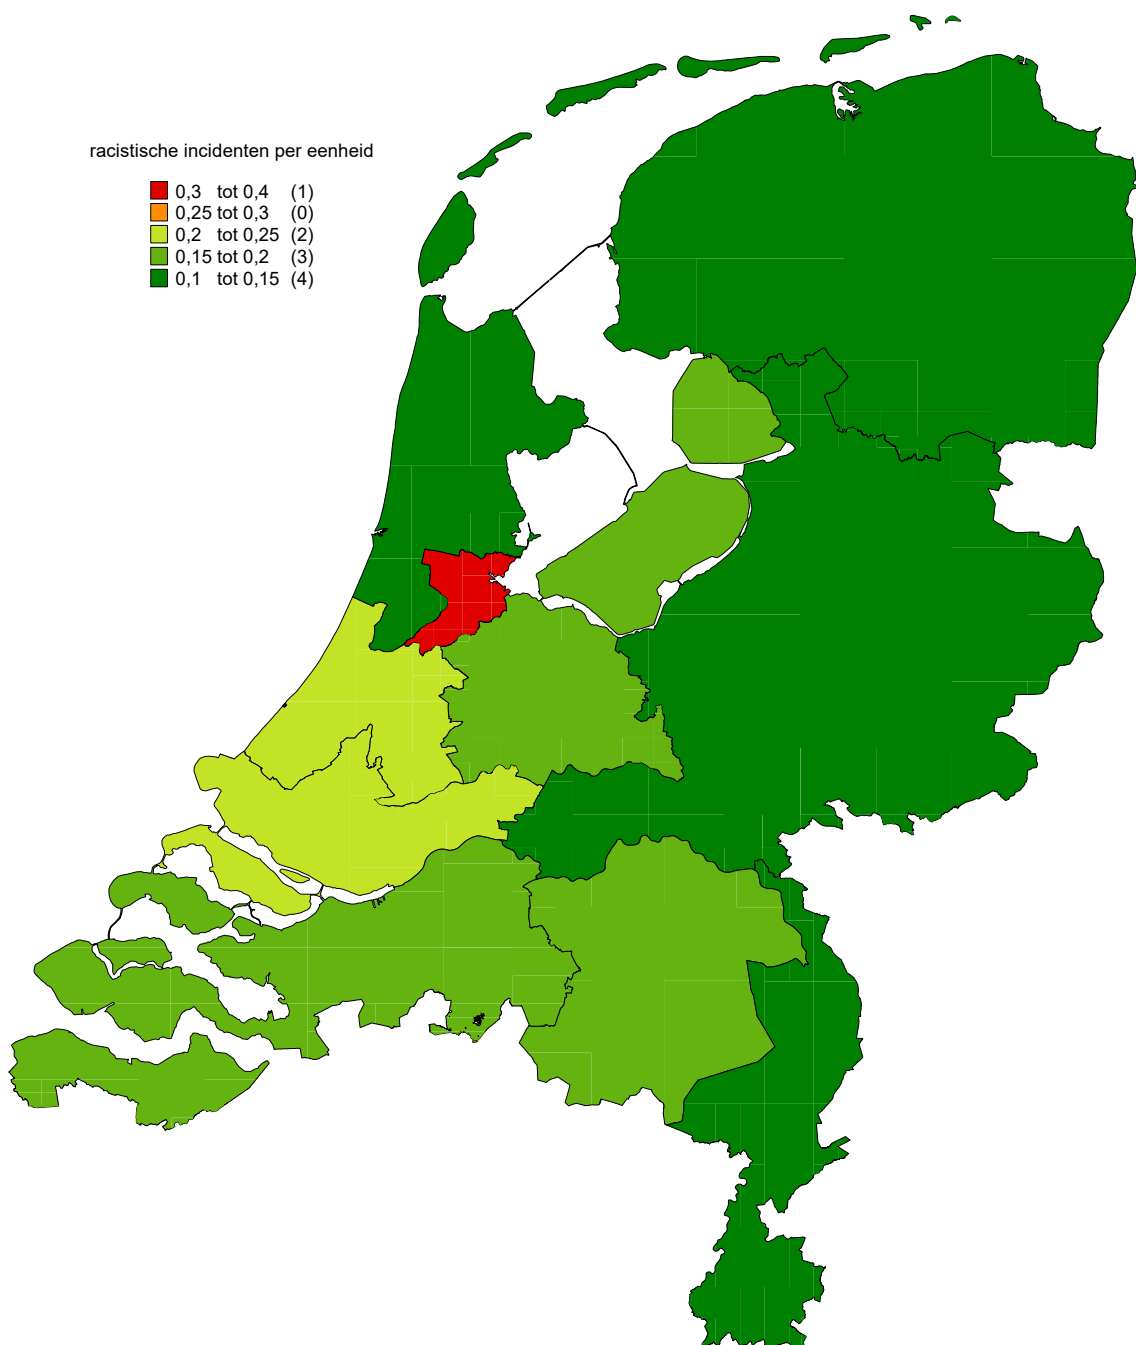 racistische incidenten per eenheid
0,3 tot 0,4 (1)
0,25 tot 0,3 (0)
0,2 tot 0,25 (2)
0,15 tot 0,2 (3)
0,1 tot 0,15 (4)